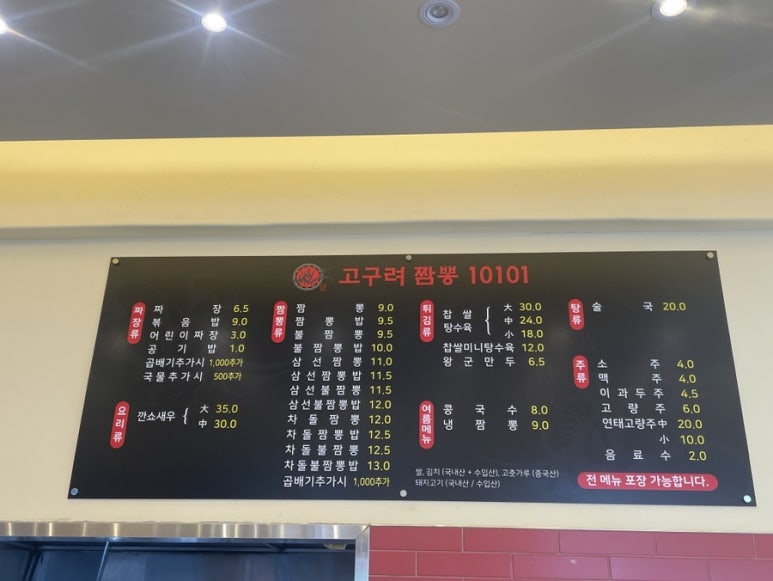 고구려 짬뽕 10101
짜장류
짜장 6.5
볶음밥 9.0
어린이짜장 3.0
공기밥 1.0
곱배기추가시 1,000추가
국물추가시 500추가
요리류
깐쇼새우 大 35.0
中 30.0
짬뽕류
짬뽕 9.0
짬뽕밥 9.5
불짬뽕 9.5
불짬뽕밥 10.0
삼선짬뽕 11.0
삼선짬뽕밥 11.5
삼선불짬뽕 11.5
삼선불짬뽕밥 12.0
차돌짬뽕 12.0
차돌짬뽕밥 12.5
차돌불짬뽕 12.5
차돌불짬뽕밥 13.0
곱배기추가시 1,000추가
튀김류
찹쌀탕수육 大 30.0
中 24.0
小 18.0
찹쌀미니탕수육 12.0
왕군만두 6.5
여름메뉴
콩국수 8.0
냉짬뽕 9.0
탕류
술국 20.0
주류
소주 4.0
맥주 4.0
이과두주 4.5
고량주 6.0
연태고량주中 20.0
小 10.0
음료수 2.0
쌀, 김치 (국내산 + 수입산), 고춧가루 (중국산)
돼지고기 (국내산 / 수입산)
전 메뉴 포장 가능합니다.